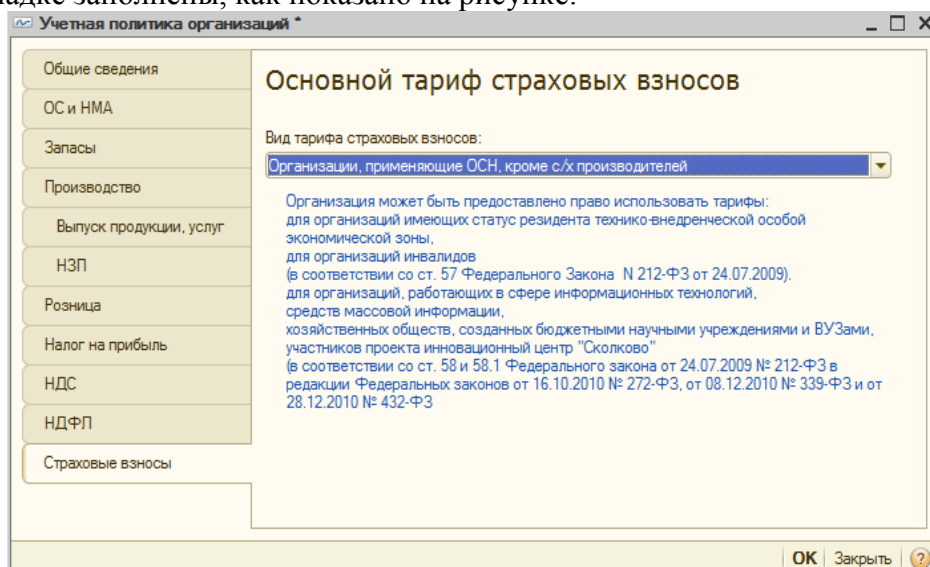 заполнены, как показано на рисунке.
Учетная политика организаций *
Общие сведения
ОС и НМА
Запасы
Производство
Выпуск продукции, услуг
НЗП
Розница
Налог на прибыль
НДС
НДФЛ
Страховые взносы
Основной тариф страховых взносов
Вид тарифа страховых взносов:
Организации, применяющие ОСН, кроме с/х производителей
Организация может быть предоставлено право использовать тарифы:
для организаций имеющих статус резидента технико-внедренческой особой
экономической зоны,
для организаций инвалидов
(в соответствии со ст. 57 Федерального Закона N 212-ФЗ от 24.07.2009).
для организаций, работающих в сфере информационных технологий,
средств массовой информации,
хозяйственных обществ, созданных бюджетными научными учреждениями и ВУЗами,
участников проекта инновационный центр "Сколково"
(в соответствии со ст. 58 и 58.1 Федерального закона от 24.07.2009 № 212-ФЗ в
редакции Федеральных законов от 16.10.2010 № 272-ФЗ, от 08.12.2010 № 339-ФЗ и от
28.12.2010 № 432-ФЗ
ОК Закрыть ?